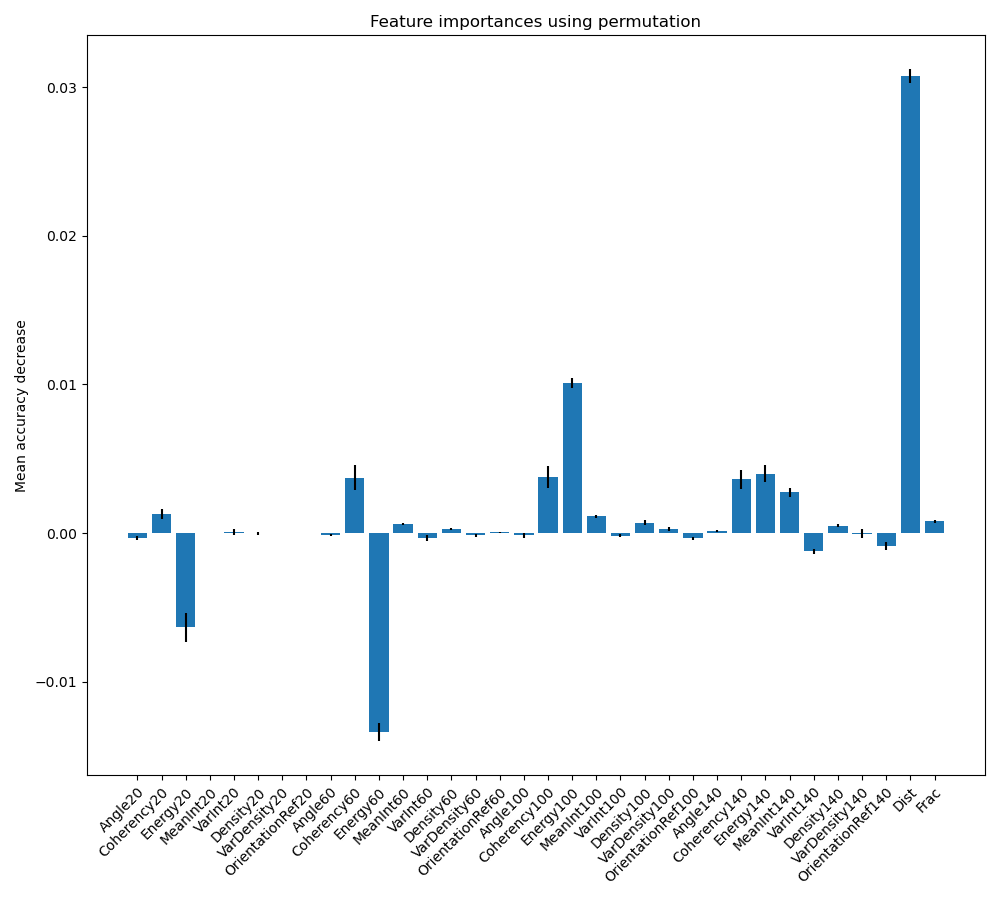 Feature importances using permutation
Mean accuracy decrease
0.03
0.02
0.01
0.00
−0.01
Angle20
Coherency20
Energy20
MeanInt20
VarInt20
Density20
VarDensity20
OrientationRef20
Angle60
Coherency60
Energy60
MeanInt60
VarInt60
Density60
VarDensity60
OrientationRef60
Angle100
Coherency100
Energy100
MeanInt100
VarInt100
Density100
VarDensity100
OrientationRef100
Angle140
Coherency140
Energy140
MeanInt140
VarInt140
Density140
VarDensity140
OrientationRef140
Dist
Frac